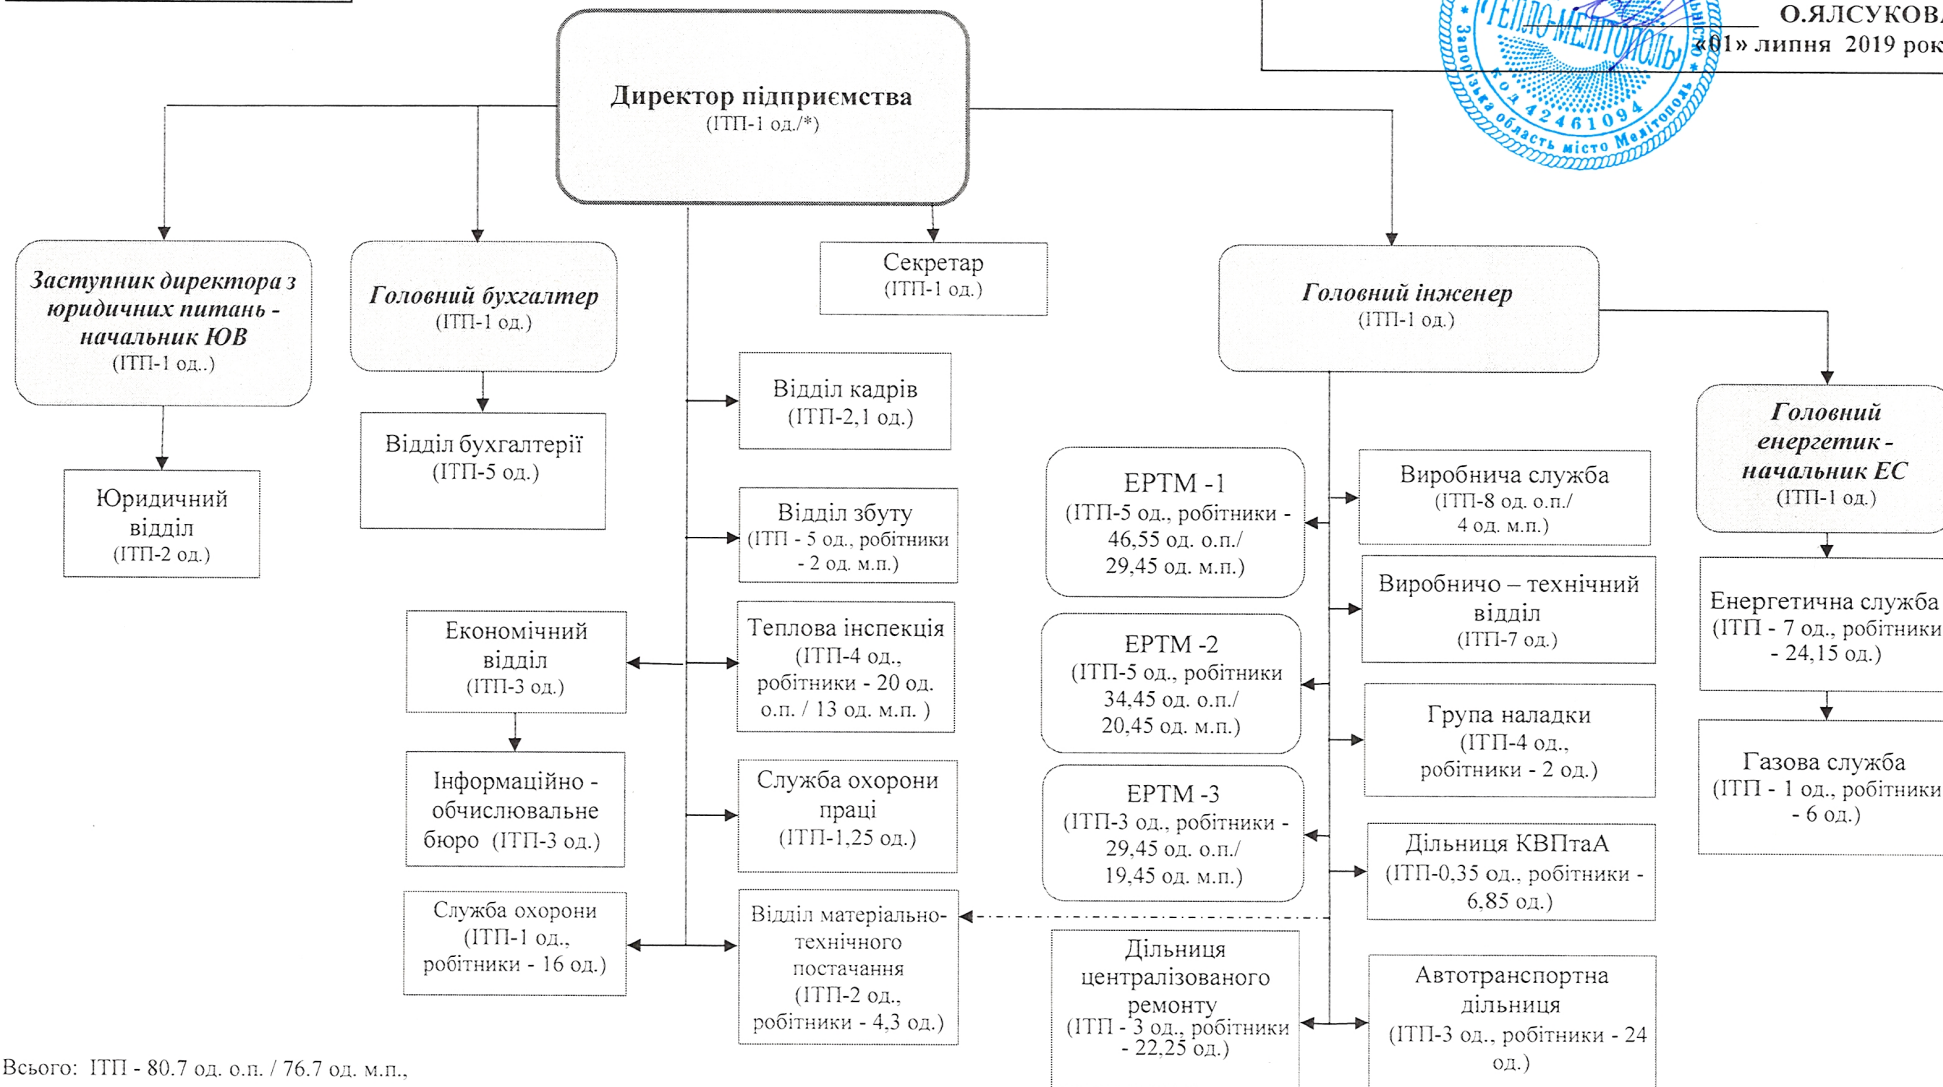 О.ЯЛСУКОВА
«01» липня 2019 рок
ТЕПЛО-МЕЛІТОПОЛЬ
код 42461094
* Запорізька область місто Мелітополь *
Директор підприємства
(ІТП-1 од./*)
Заступник директора з
юридичних питань -
начальник ЮВ
(ІТП-1 од..)
Головний бухгалтер
(ІТП-1 од.)
Секретар
(ІТП-1 од.)
Головний інженер
(ІТП-1 од.)
Головний
енергетик -
начальник ЕС
(ІТП-1 од.)
Юридичний
відділ
(ІТП-2 од.)
Відділ бухгалтерії
(ІТП-5 од.)
Відділ кадрів
(ІТП-2,1 од.)
Відділ збуту
(ІТП - 5 од., робітники
- 2 од. м.п.)
Економічний
відділ
(ІТП-3 од.)
Теплова інспекція
(ІТП-4 од.,
робітники - 20 од.
о.п. / 13 од. м.п. )
Інформаційно -
обчислювальне
бюро (ІТП-3 од.)
Служба охорони
праці
(ІТП-1,25 од.)
Служба охорони
(ІТП-1 од.,
робітники - 16 од.)
Відділ матеріально-
технічного
постачання
(ІТП-2 од.,
робітники - 4,3 од.)
ЕРТМ -1
(ІТП-5 од., робітники -
46,55 од. о.п./
29,45 од. м.п.)
ЕРТМ -2
(ІТП-5 од., робітники
34,45 од. о.п./
20,45 од. м.п.)
ЕРТМ -3
(ІТП-3 од., робітники -
29,45 од. о.п./
19,45 од. м.п.)
Дільниця
централізованого
ремонту
(ІТП - 3 од., робітники
- 22,25 од.)
Виробнича служба
(ІТП-8 од. о.п./
4 од. м.п.)
Виробничо – технічний
відділ
(ІТП-7 од.)
Група наладки
(ІТП-4 од.,
робітники - 2 од.)
Дільниця КВПтаА
(ІТП-0,35 од., робітники -
6,85 од.)
Автотранспортна
дільниця
(ІТП-3 од., робітники - 24
од.)
Енергетична служба
(ІТП - 7 од., робітники
- 24,15 од.)
Газова служба
(ІТП - 1 од., робітники
- 6 од.)
Всього: ІТП - 80.7 од. о.п. / 76.7 од. м.п.,